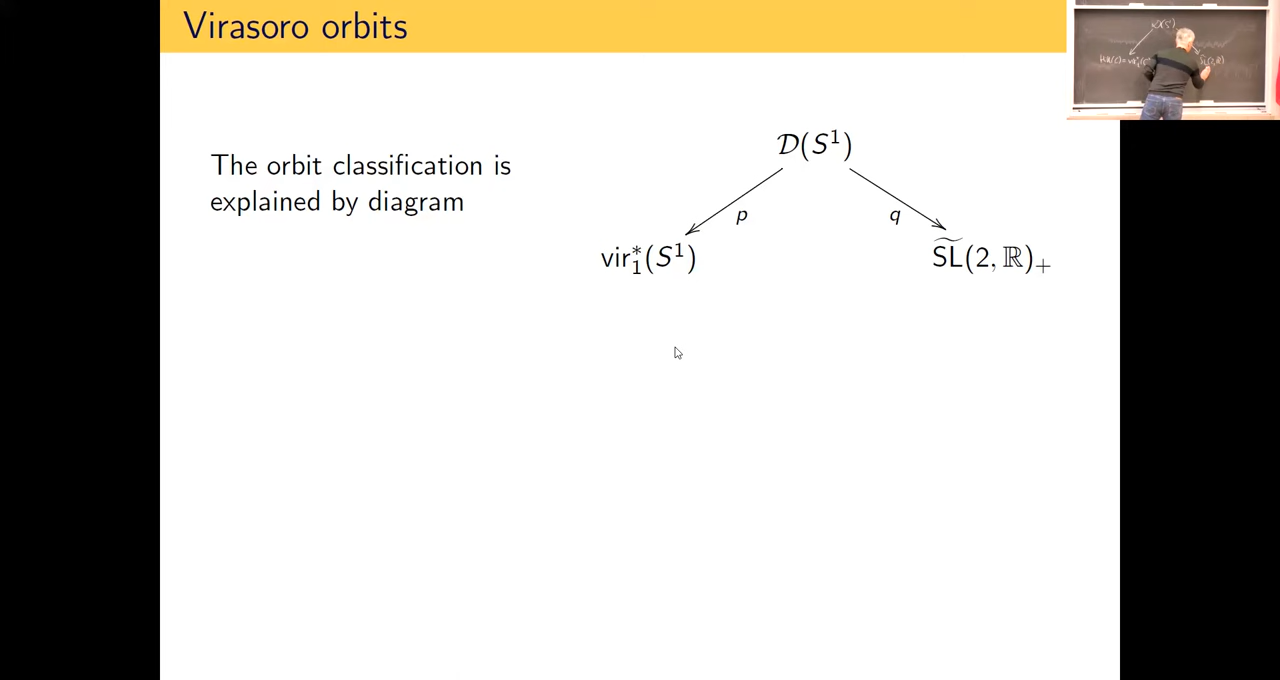 Virasoro orbits
The orbit classification is
explained by diagram
𝒟(S¹)
p
q
vir₁*(S¹)
S͠L(2, ℝ)₊